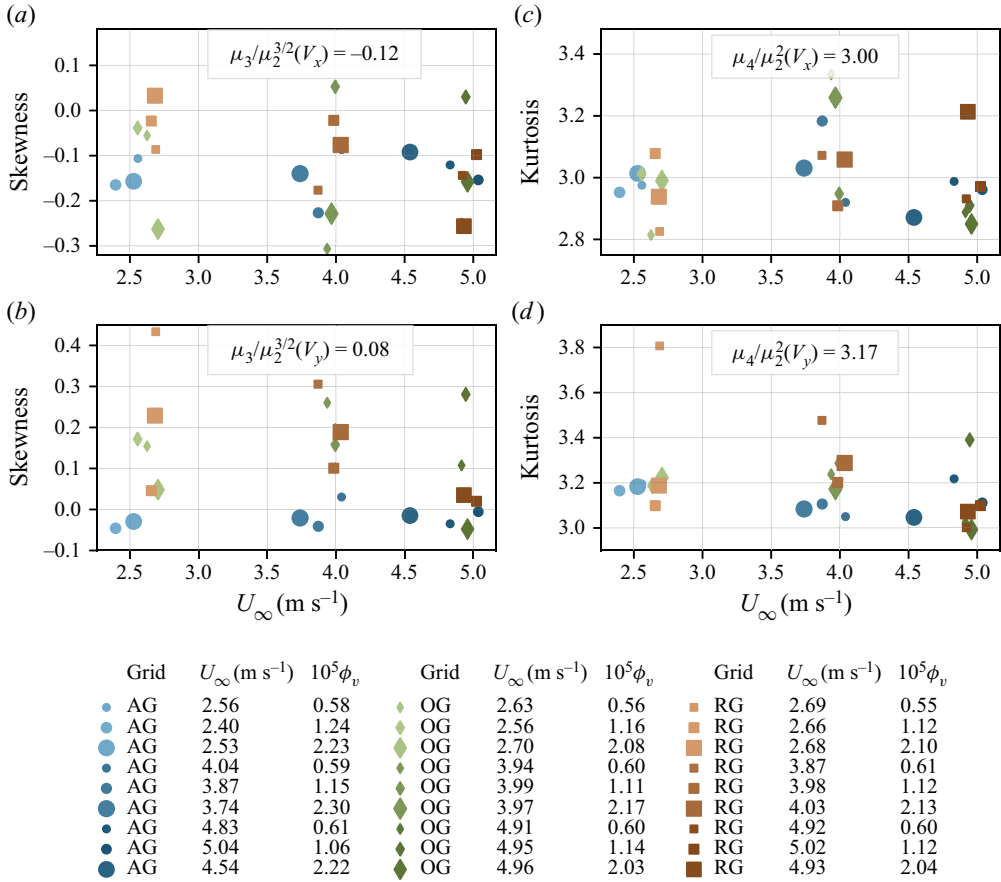 (a)
μ3/μ2^{3/2}(Vx) = –0.12
Skewness
0.1
0.0
–0.1
–0.2
–0.3
2.5 3.0 3.5 4.0 4.5 5.0
(c)
μ4/μ2^2(Vx) = 3.00
Kurtosis
3.4
3.2
3.0
2.8
2.5 3.0 3.5 4.0 4.5 5.0
(b)
μ3/μ2^{3/2}(Vy) = 0.08
Skewness
0.4
0.3
0.2
0.1
0.0
–0.1
2.5 3.0 3.5 4.0 4.5 5.0
U∞ (m s–1)
(d)
μ4/μ2^2(Vy) = 3.17
Kurtosis
3.8
3.4
3.2
3.0
2.5 3.0 3.5 4.0 4.5 5.0
U∞ (m s–1)
Grid U∞ (m s–1) 10^5ϕv Grid U∞ (m s–1) 10^5ϕv Grid U∞ (m s–1) 10^5ϕv
AG 2.56 0.58 OG 2.63 0.56 RG 2.69 0.55
AG 2.40 1.24 OG 2.56 1.16 RG 2.66 1.12
AG 2.53 2.23 OG 2.70 2.08 RG 2.68 2.10
AG 4.04 0.59 OG 3.94 0.60 RG 3.87 0.61
AG 3.87 1.15 OG 3.99 1.11 RG 3.98 1.12
AG 3.74 2.30 OG 3.97 2.17 RG 4.03 2.13
AG 4.83 0.61 OG 4.91 0.60 RG 4.92 0.60
AG 5.04 1.06 OG 4.95 1.14 RG 5.02 1.12
AG 4.54 2.22 OG 4.96 2.03 RG 4.93 2.04